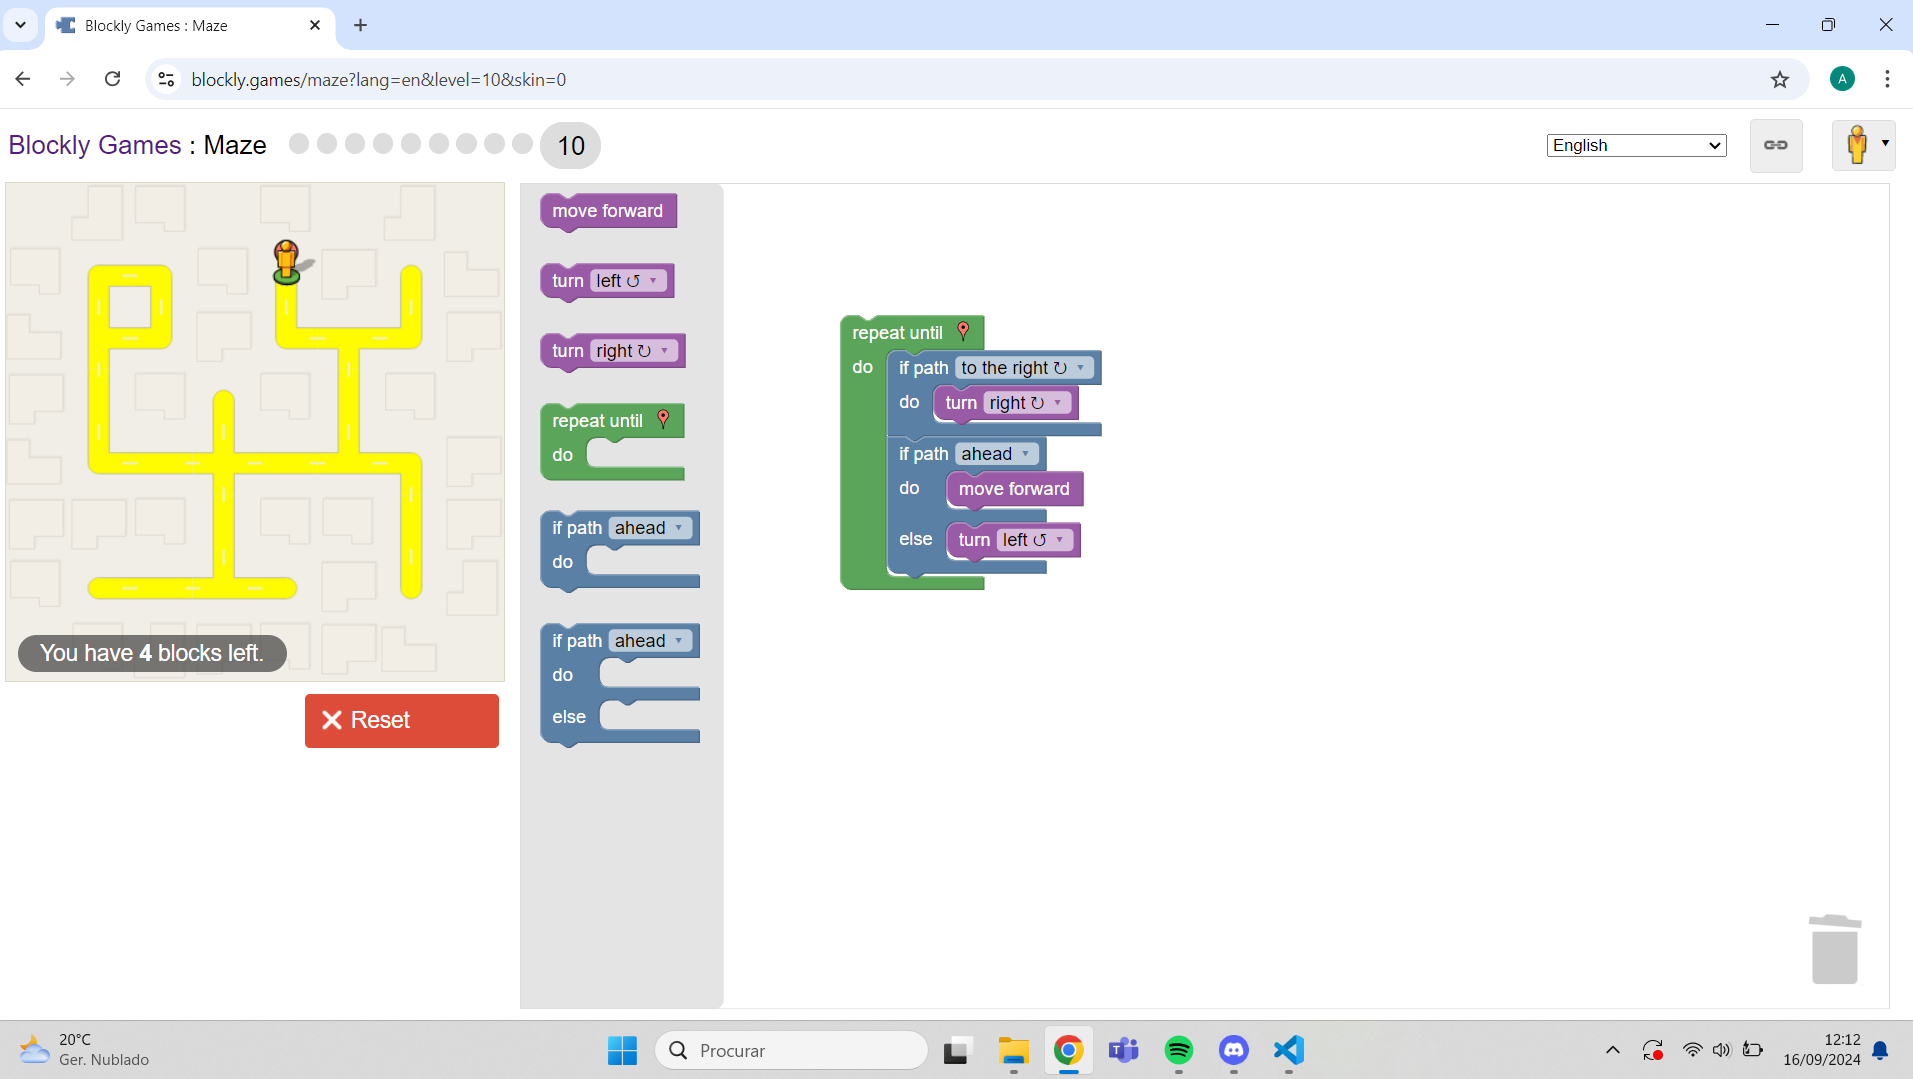 Blockly Games : Maze
blockly.games/maze?lang=en&level=10&skin=0
A
Blockly Games : Maze
10
English
You have 4 blocks left.
Reset
move forward
turn left ↺
turn right ↻
repeat until
do
if path ahead
do
if path ahead
do
else
repeat until
do
if path to the right ↻
do
turn right ↻
if path ahead
do
move forward
else
turn left ↺
20°C
Ger. Nublado
Procurar
12:12
16/09/2024